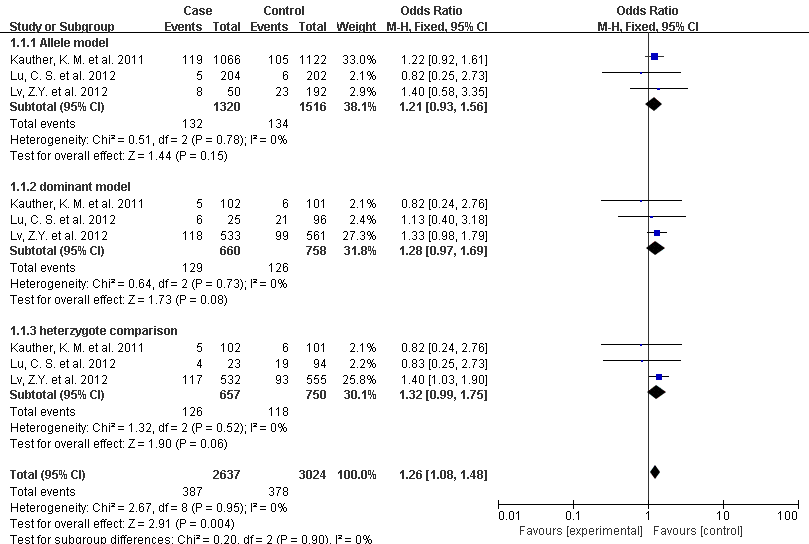 Case Control Odds Ratio Odds Ratio
Study or Subgroup Events Total Events Total Weight M-H, Fixed, 95% CI M-H, Fixed, 95% CI
1.1.1 Allele model
Kauther, K. M. et al. 2011 119 1066 105 1122 33.0% 1.22 [0.92, 1.61]
Lu, C. S. et al. 2012 5 204 6 202 2.1% 0.82 [0.25, 2.73]
Lv, Z.Y. et al. 2012 8 50 23 192 2.9% 1.40 [0.58, 3.35]
Subtotal (95% CI) 1320 1516 38.1% 1.21 [0.93, 1.56]
Total events 132 134
Heterogeneity: Chi² = 0.51, df = 2 (P = 0.78); I² = 0%
Test for overall effect: Z = 1.44 (P = 0.15)
1.1.2 dominant model
Kauther, K. M. et al. 2011 5 102 6 101 2.1% 0.82 [0.24, 2.76]
Lu, C. S. et al. 2012 6 25 21 96 2.4% 1.13 [0.40, 3.18]
Lv, Z.Y. et al. 2012 118 533 99 561 27.3% 1.33 [0.98, 1.79]
Subtotal (95% CI) 660 758 31.8% 1.28 [0.97, 1.69]
Total events 129 126
Heterogeneity: Chi² = 0.64, df = 2 (P = 0.73); I² = 0%
Test for overall effect: Z = 1.73 (P = 0.08)
1.1.3 heterzygote comparison
Kauther, K. M. et al. 2011 5 102 6 101 2.1% 0.82 [0.24, 2.76]
Lu, C. S. et al. 2012 4 23 19 94 2.2% 0.83 [0.25, 2.73]
Lv, Z.Y. et al. 2012 117 532 93 555 25.8% 1.40 [1.03, 1.90]
Subtotal (95% CI) 657 750 30.1% 1.32 [0.99, 1.75]
Total events 126 118
Heterogeneity: Chi² = 1.32, df = 2 (P = 0.52); I² = 0%
Test for overall effect: Z = 1.90 (P = 0.06)
Total (95% CI) 2637 3024 100.0% 1.26 [1.08, 1.48]
Total events 387 378
Heterogeneity: Chi² = 2.67, df = 8 (P = 0.95); I² = 0%
Test for overall effect: Z = 2.91 (P = 0.004)
Test for subgroup differences: Chi² = 0.20, df = 2 (P = 0.90), I² = 0%
0.01 0.1 1 10 100
Favours [experimental] Favours [control]